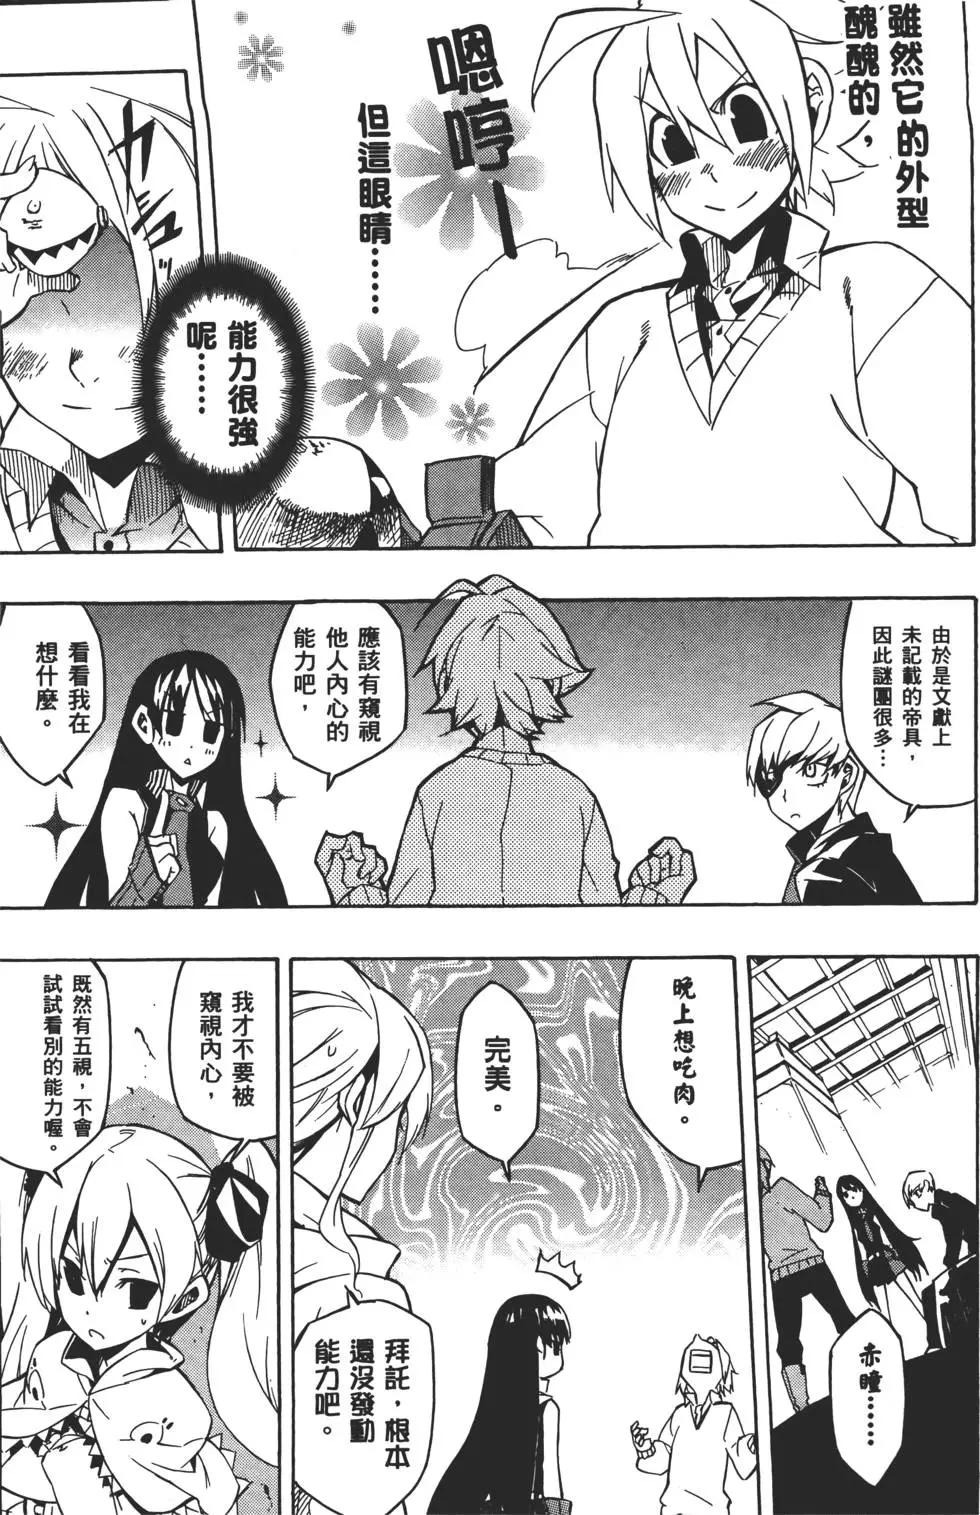 雖然它的外型
醜醜的，
嗯哼—
但這眼睛……
能力很強
呢……
由於是文獻上
未記載的帝具，
因此謎團很多…
應該有窺視
他人內心的
能力吧，
看看我在
想什麼。
赤瞳……
晚上想吃肉。
完美。
拜託，根本
還沒發動
能力吧。
我才不要被
窺視內心，
既然有五視，不會
試試看別的能力喔。